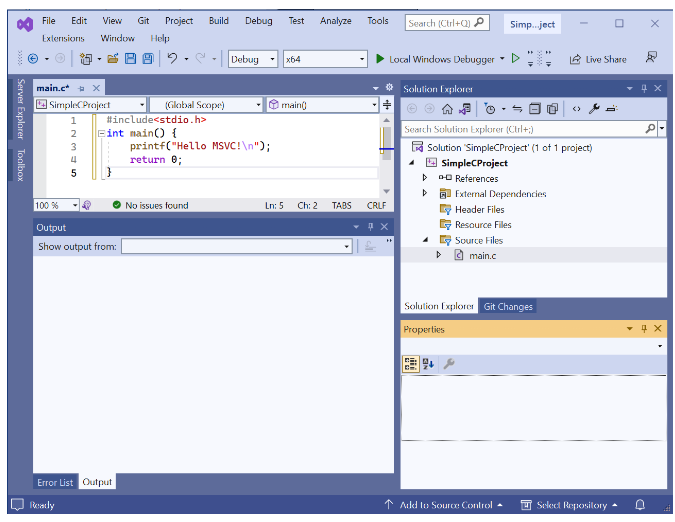 File Edit View Git Project Build Debug Test Analyze Tools Search (Ctrl+Q) Simp...ject
Extensions Window Help
Debug x64 Local Windows Debugger Live Share
Server Explorer
Toolbox
main.c*
SimpleCProject (Global Scope) main()
1 #include<stdio.h>
2 int main() {
3 printf("Hello MSVC!\n");
4 return 0;
5 }
100 % No issues found Ln: 5 Ch: 2 TABS CRLF
Output
Show output from:
Error List Output
Solution Explorer
Search Solution Explorer (Ctrl+;)
Solution 'SimpleCProject' (1 of 1 project)
SimpleCProject
References
External Dependencies
Header Files
Resource Files
Source Files
main.c
Solution Explorer Git Changes
Properties
Ready Add to Source Control Select Repository